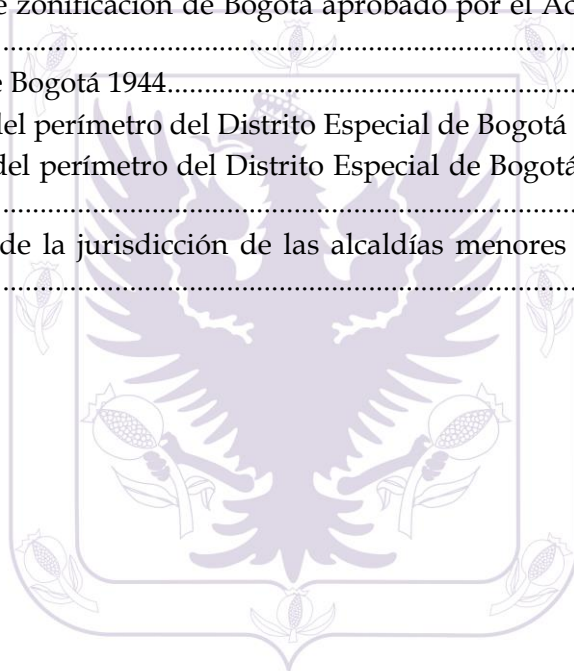 e zonificación de Bogotá aprobado por el Ac
................................................................................
e Bogotá 1944................................................................
del perímetro del Distrito Especial de Bogotá
del perímetro del Distrito Especial de Bogotá
................................................................................
de la jurisdicción de las alcaldías menores
................................................................................